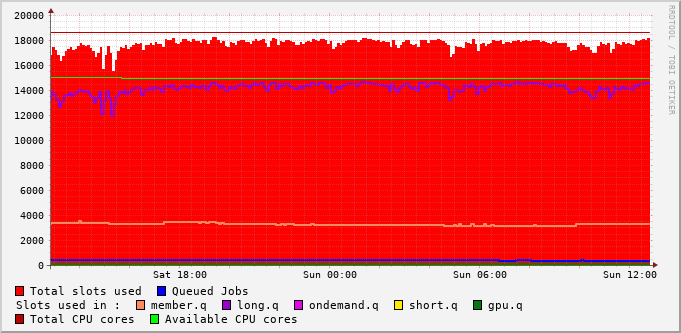 RRDTOOL / TOBI OETIKER
20000
18000
16000
14000
12000
10000
8000
6000
4000
2000
0
Sat 18:00 Sun 00:00 Sun 06:00 Sun 12:00
Total slots used Queued Jobs
Slots used in : member.q long.q ondemand.q short.q gpu.q
Total CPU cores Available CPU cores